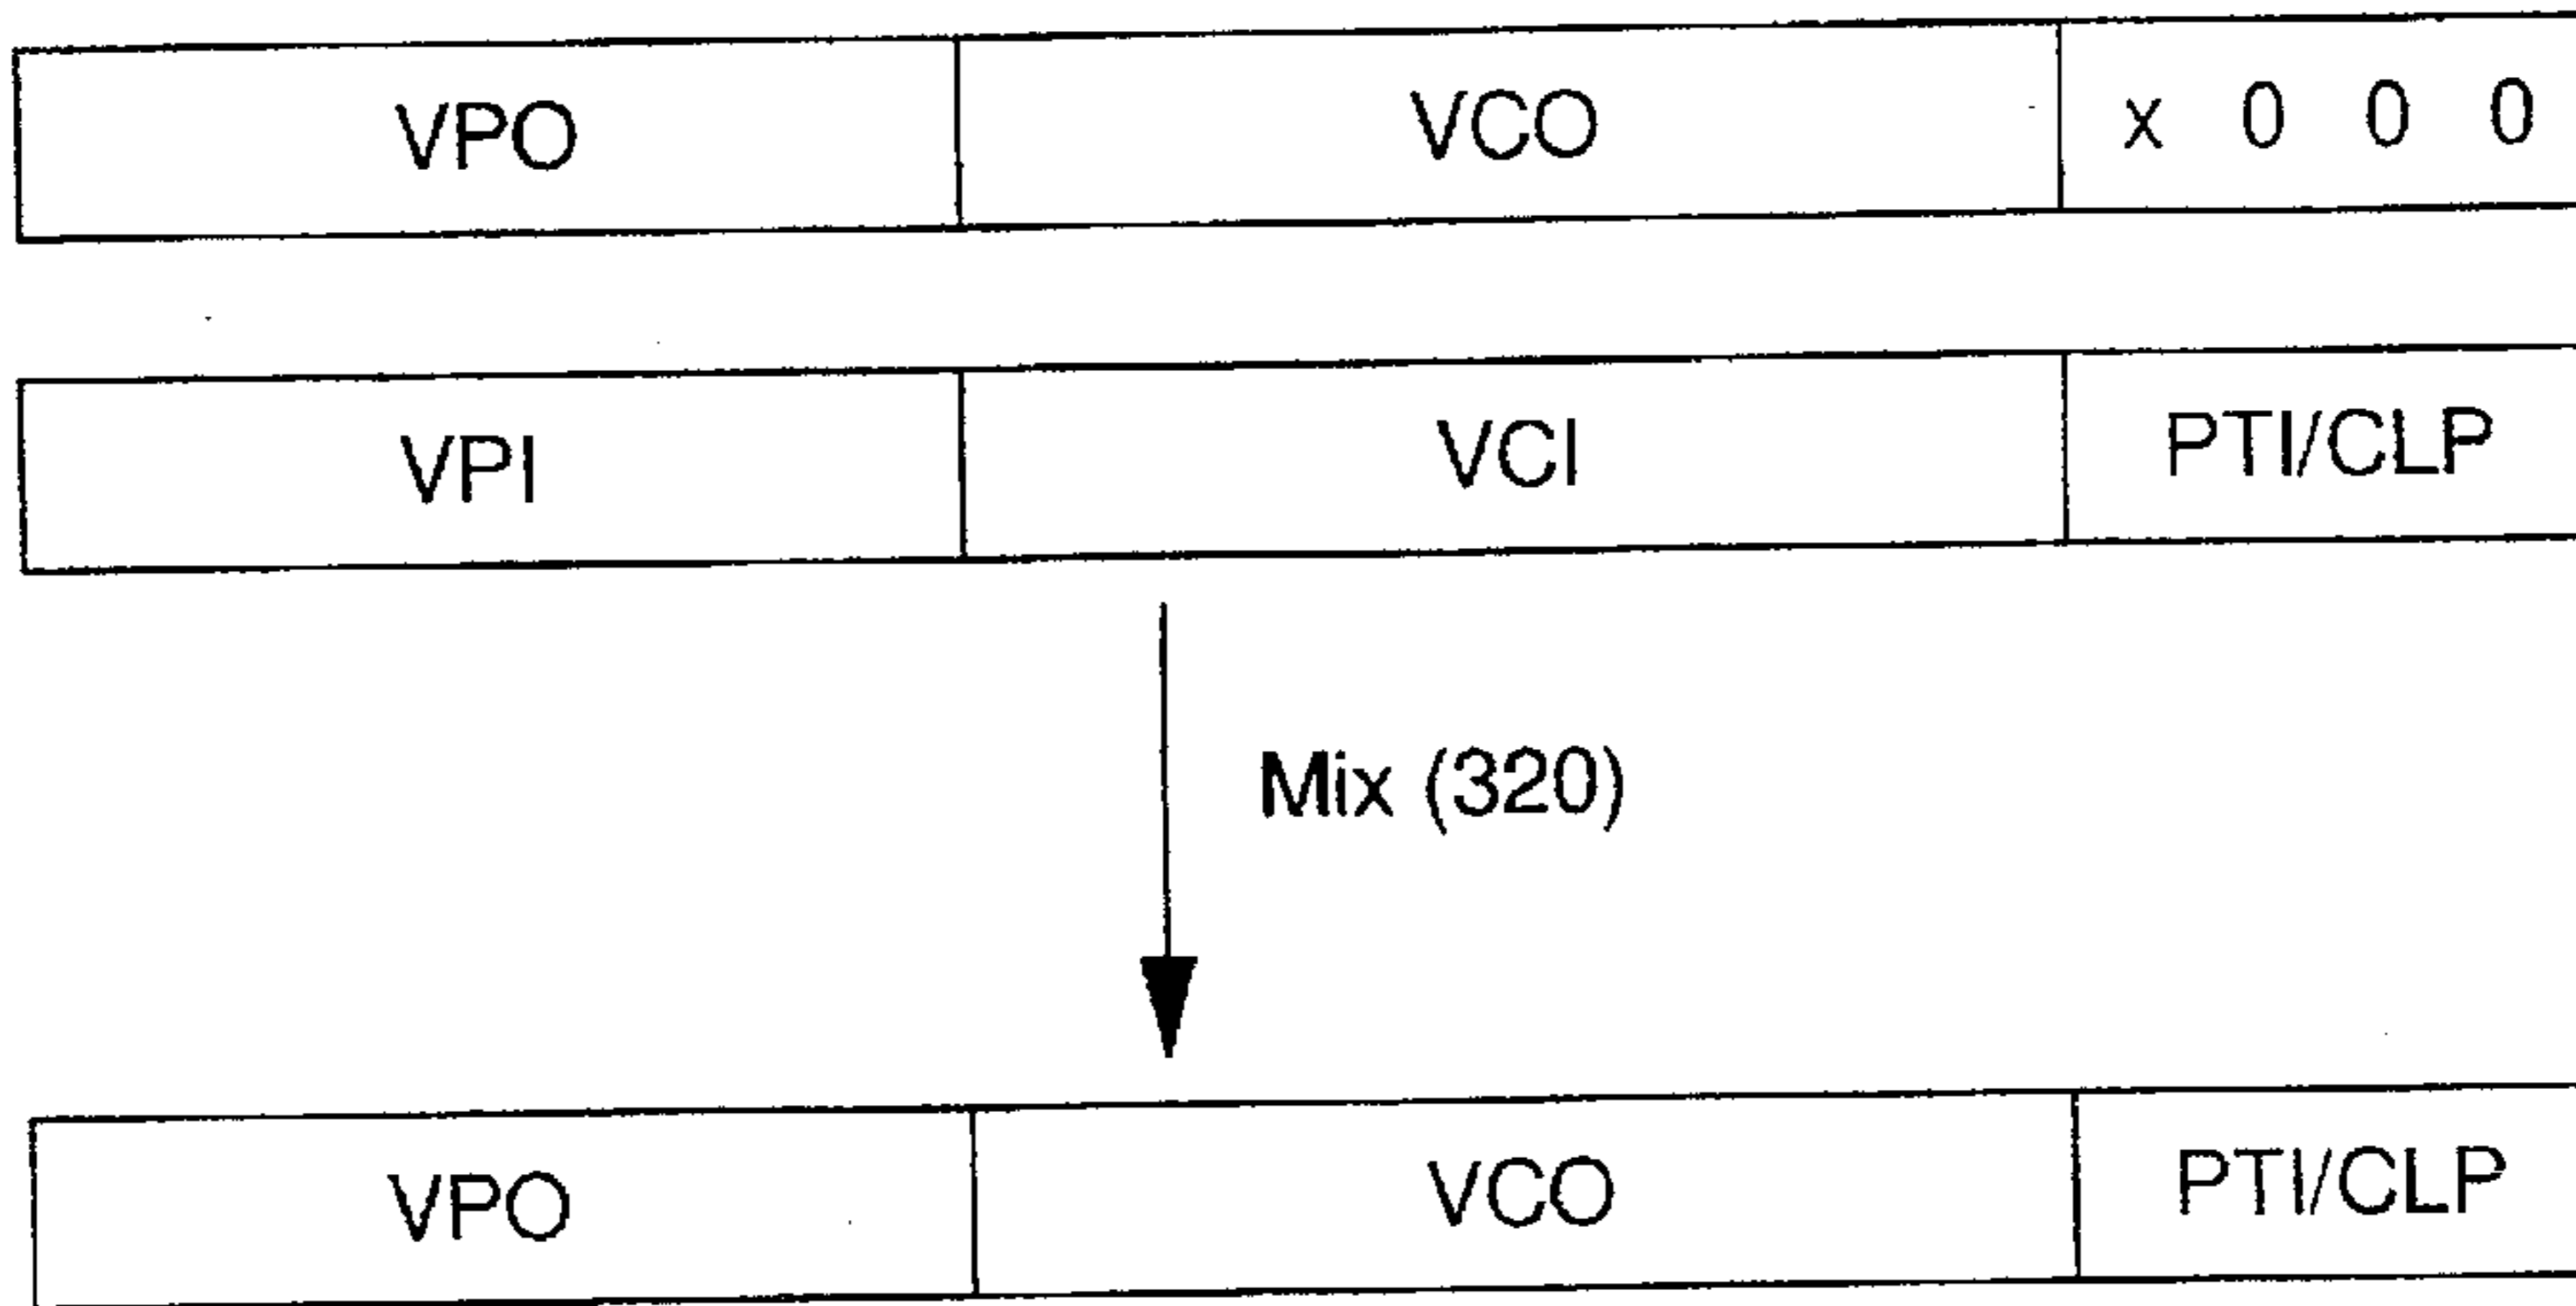 VPO VCO x 0 0 0
VPI VCI PTI/CLP
Mix (320)
VPO VCO PTI/CLP